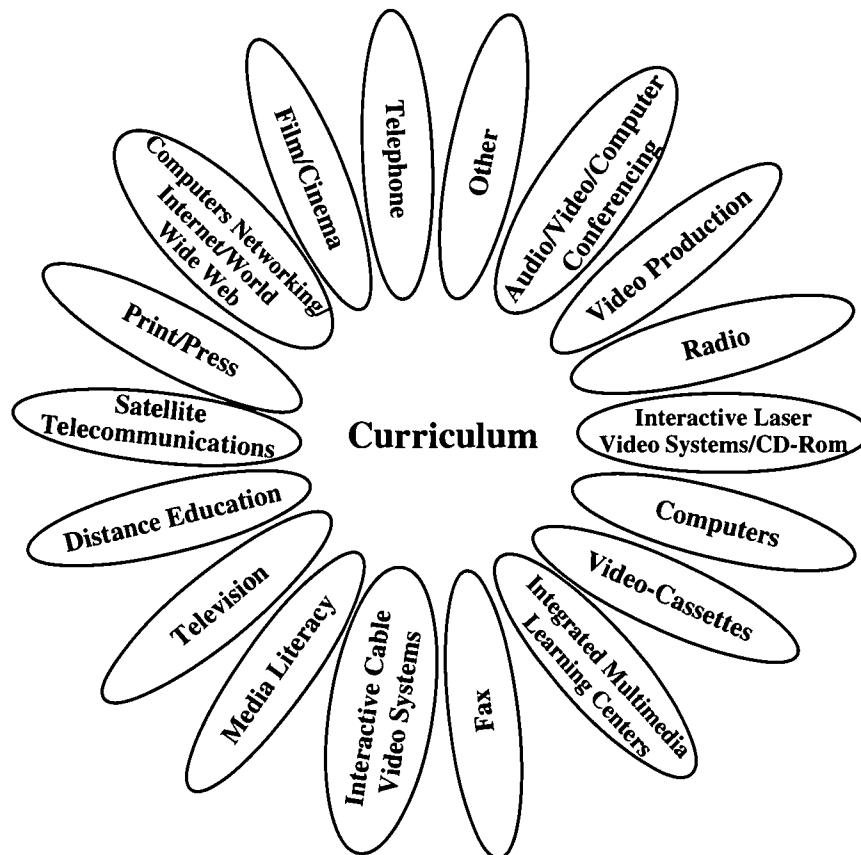 Telephone
Other
Audio/Video/Computer
Conferencing
Video Production
Radio
Interactive Laser
Video Systems/CD-Rom
Computers
Video-Cassettes
Integrated Multimedia
Learning Centers
Fax
Interactive Cable
Video Systems
Media Literacy
Television
Distance Education
Satellite
Telecommunications
Print/Press
Computers Networking/
Internet/World
Wide Web
Film/Cinema
Curriculum